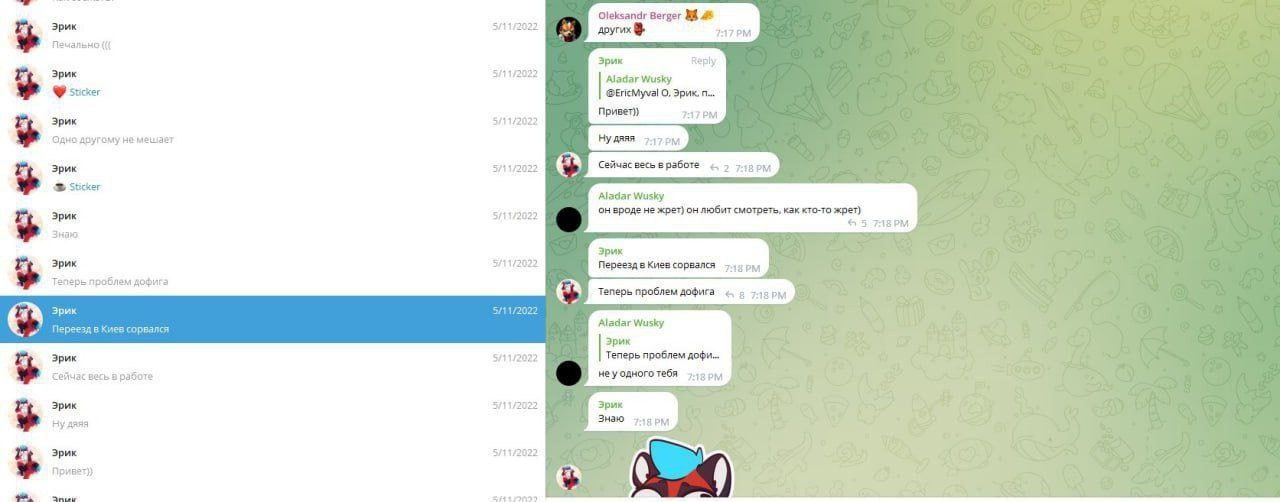 Эрик 5/11/2022
Печально (((
Эрик 5/11/2022
❤️ Sticker
Эрик 5/11/2022
Одно другому не мешает
Эрик 5/11/2022
☕ Sticker
Эрик 5/11/2022
Знаю
Эрик 5/11/2022
Теперь проблем дофига
Эрик 5/11/2022
Переезд в Киев сорвался
Эрик 5/11/2022
Сейчас весь в работе
Эрик 5/11/2022
Ну дяяя
Эрик 5/11/2022
Привет))
Эрик 5/11/2022
Oleksandr Berger 🦊🧀
других👺 7:17 PM
Эрик Reply
Aladar Wusky
@EricMyval О, Эрик, п...
Привет)) 7:17 PM
Ну дяяя 7:17 PM
Сейчас весь в работе 2 7:18 PM
Aladar Wusky
он вроде не жрет) он любит смотреть, как кто-то жрет)
5 7:18 PM
Эрик
Переезд в Киев сорвался 7:18 PM
Теперь проблем дофига 8 7:18 PM
Aladar Wusky
Эрик
Теперь проблем дофи...
не у одного тебя 7:18 PM
Эрик
Знаю 7:18 PM